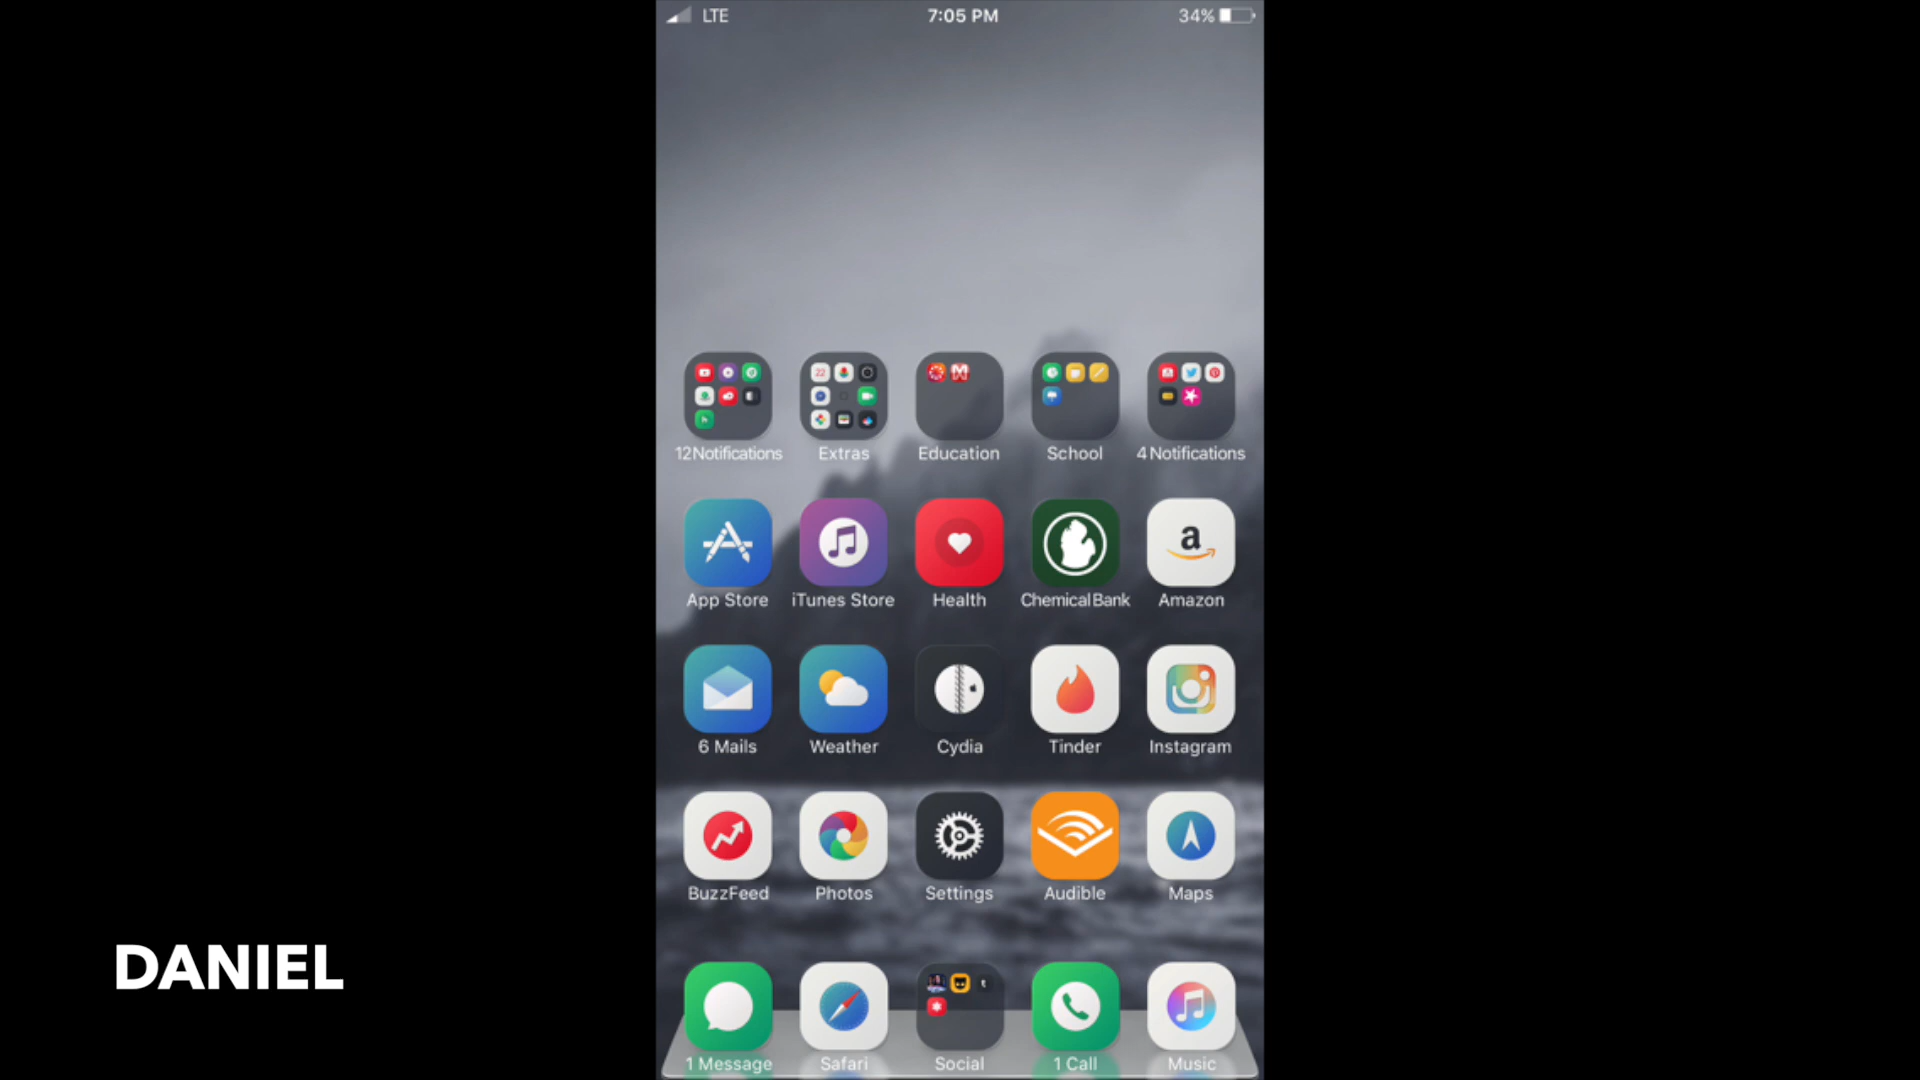 LTE 7:05 PM 34%
12Notifications Extras Education School 4 Notifications
App Store iTunes Store Health Chemical Bank Amazon
6 Mails Weather Cydia Tinder Instagram
BuzzFeed Photos Settings Audible Maps
DANIEL
1 Message Safari Social 1 Call Music